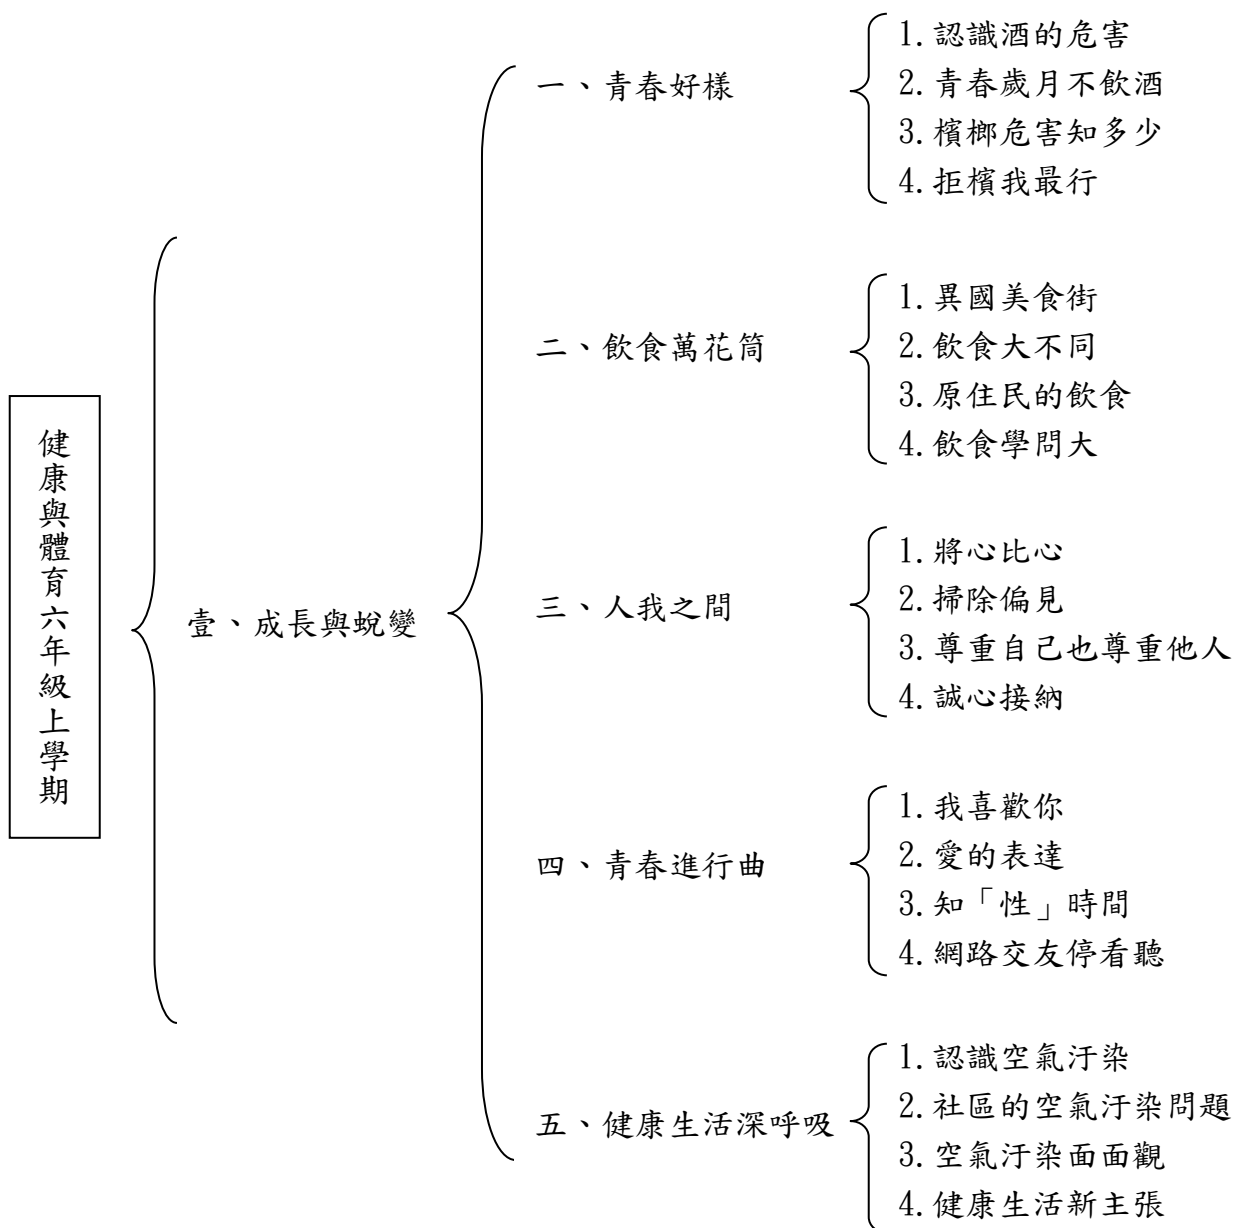 健康與體育六年級上學期
壹、成長與蛻變
一、青春好樣
1.認識酒的危害
2.青春歲月不飲酒
3.檳榔危害知多少
4.拒檳我最行
二、飲食萬花筒
1.異國美食街
2.飲食大不同
3.原住民的飲食
4.飲食學問大
三、人我之間
1.將心比心
2.掃除偏見
3.尊重自己也尊重他人
4.誠心接納
四、青春進行曲
1.我喜歡你
2.愛的表達
3.知「性」時間
4.網路交友停看聽
五、健康生活深呼吸
1.認識空氣汙染
2.社區的空氣汙染問題
3.空氣汙染面面觀
4.健康生活新主張